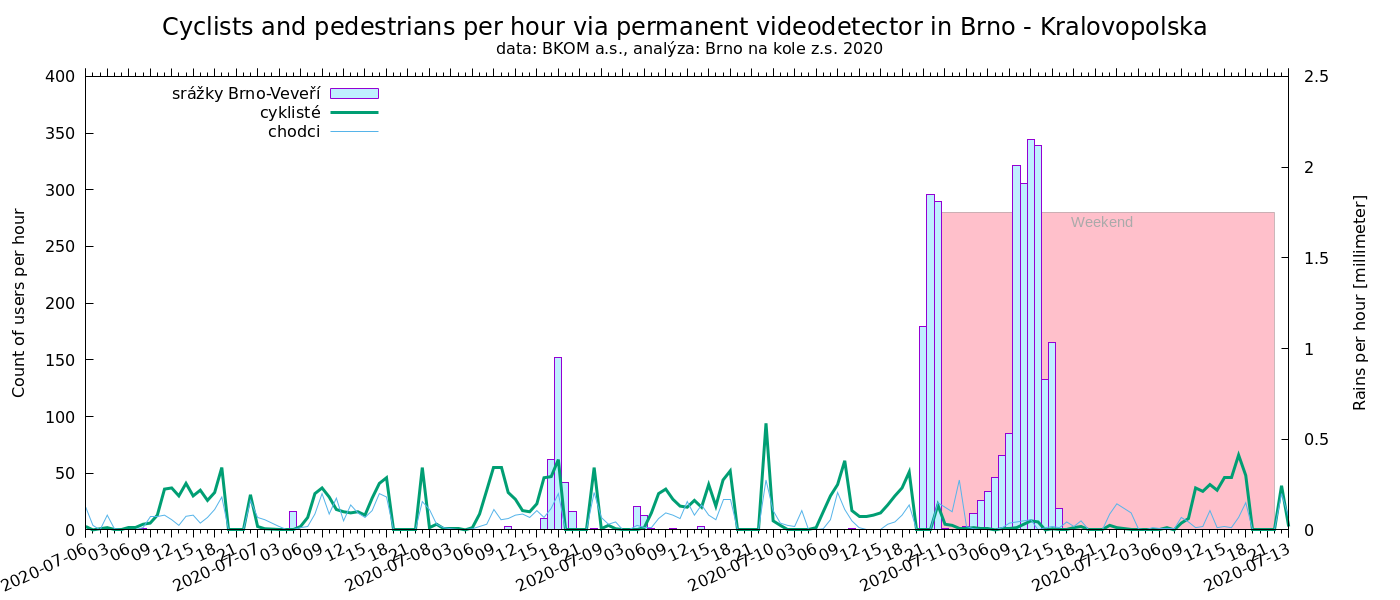 Cyclists and pedestrians per hour via permanent videodetector in Brno - Kralovopolska
data: BKOM a.s., analýza: Brno na kole z.s. 2020
srážky Brno-Veveří
cyklisté
chodci
Weekend
Count of users per hour
400
350
300
250
200
150
100
50
0
Rains per hour [millimeter]
2.5
2
1.5
1
0.5
0
2020-07-06 03 06 09 12 15 18 21 2020-07-07 03 06 09 12 15 18 21 2020-07-08 03 06 09 12 15 18 21 2020-07-09 03 06 09 12 15 18 21 2020-07-10 03 06 09 12 15 18 21 2020-07-11 03 06 09 12 15 18 21 2020-07-12 03 06 09 12 15 18 21 2020-07-13